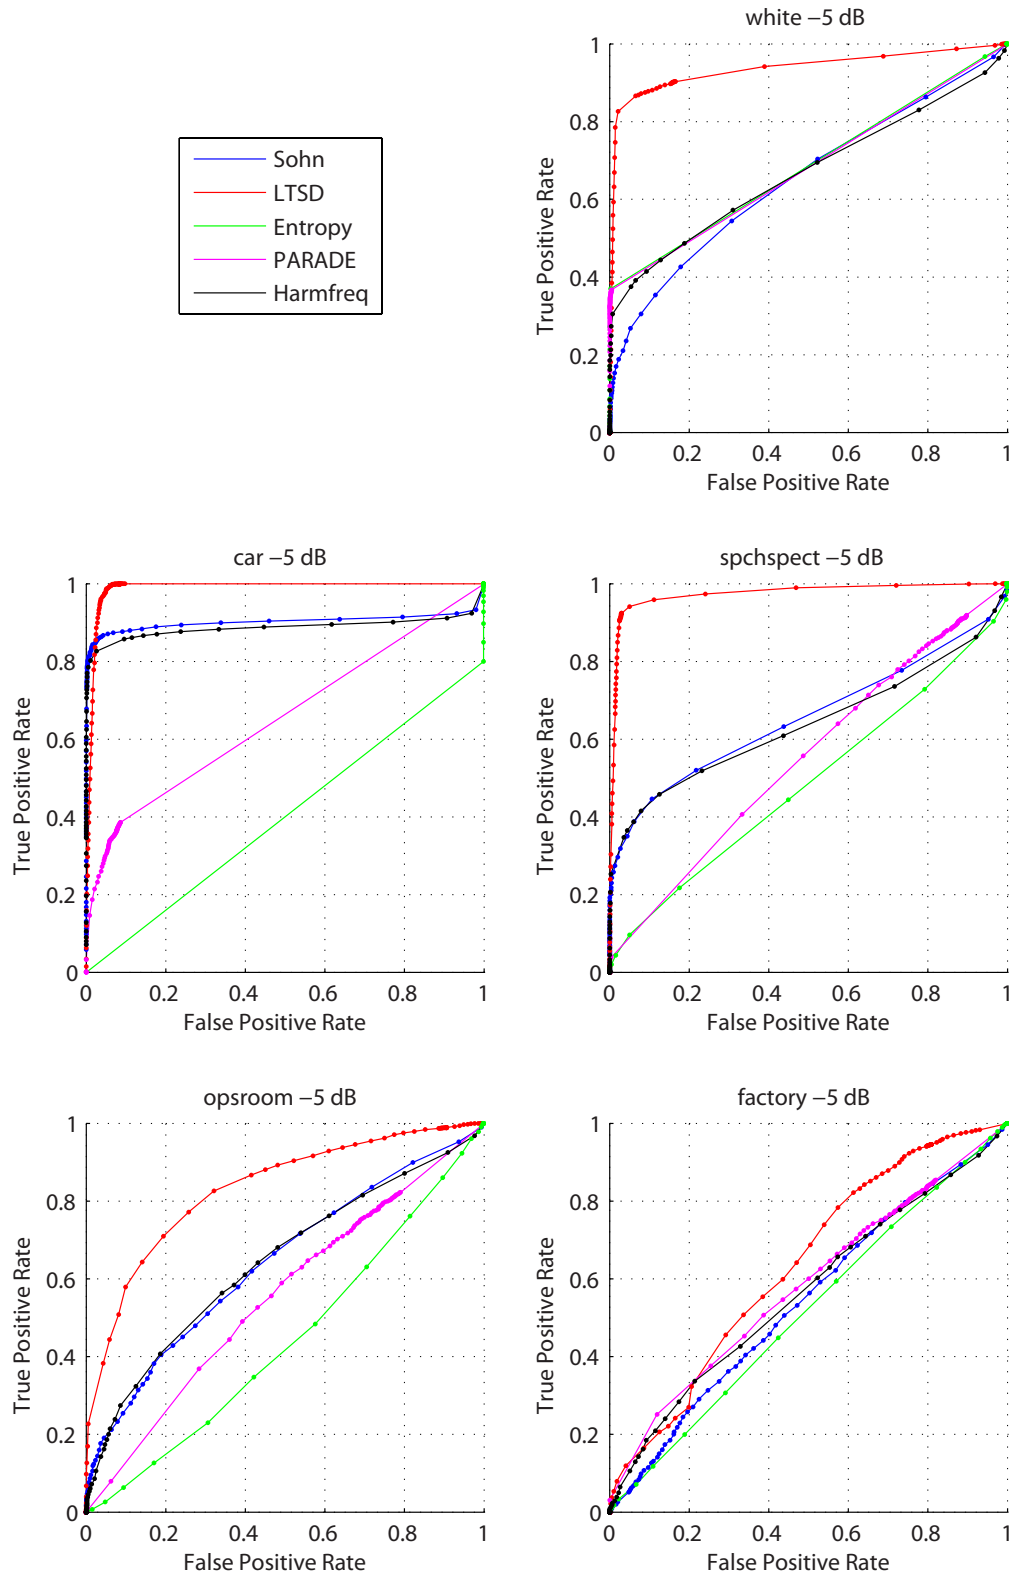 white −5 dB
Sohn
LTSD
Entropy
PARADE
Harmfreq
True Positive Rate
1
0.8
0.6
0.4
0.2
0
0 0.2 0.4 0.6 0.8 1
False Positive Rate
car −5 dB
True Positive Rate
1
0.8
0.6
0.4
0.2
0
0 0.2 0.4 0.6 0.8 1
False Positive Rate
spchspect −5 dB
True Positive Rate
1
0.8
0.6
0.4
0.2
0
0 0.2 0.4 0.6 0.8 1
False Positive Rate
opsroom −5 dB
True Positive Rate
1
0.8
0.6
0.4
0.2
0
0 0.2 0.4 0.6 0.8 1
False Positive Rate
factory −5 dB
True Positive Rate
1
0.8
0.6
0.4
0.2
0
0 0.2 0.4 0.6 0.8 1
False Positive Rate